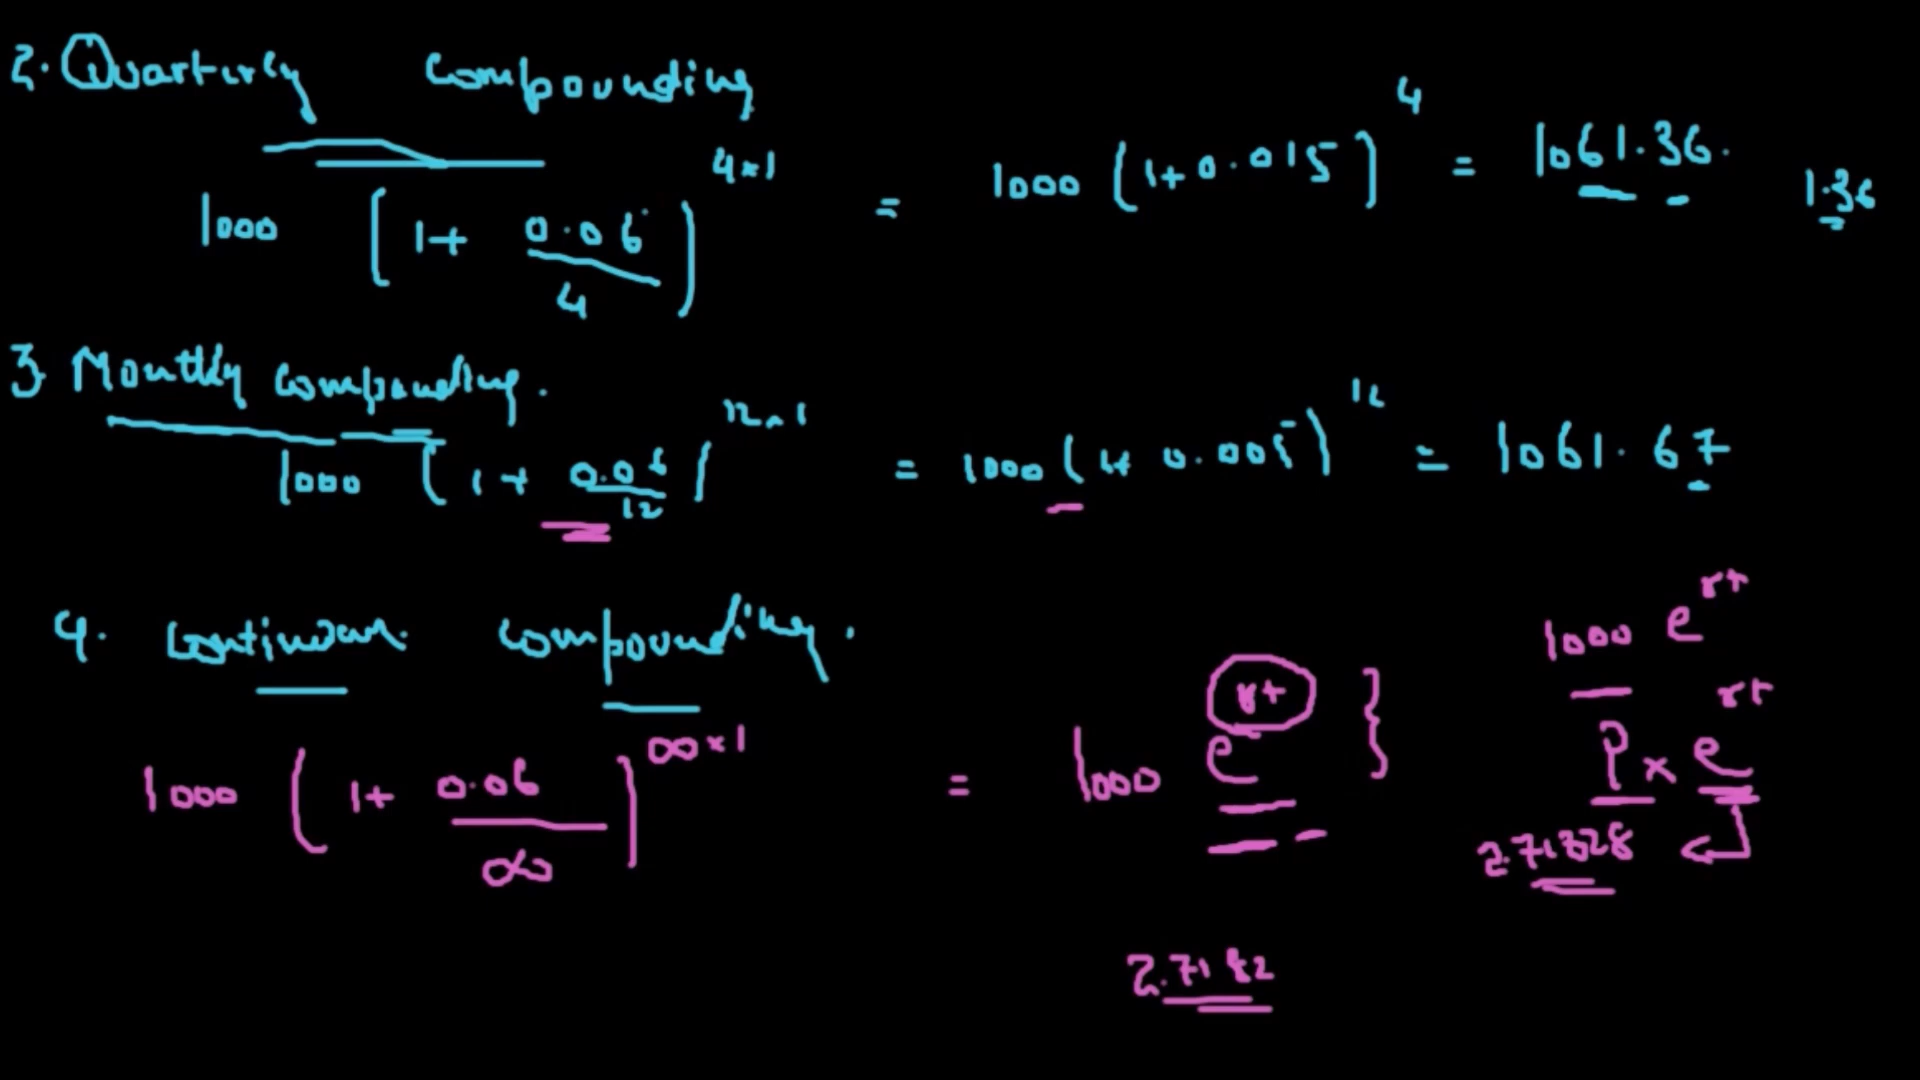 2. Quarterly compounding
1000 [1+ 0.06/4]^4×1 = 1000 (1+0.015)^4 = 1061.36. 1.36
3 Monthly compounding.
1000 (1+ 0.06/12)^12×1 = 1000 (1+ 0.005)^12 = 1061.67
4. compounding.
1000 e^rt
1000 (1+ 0.06/∞)^∞×1 = 1000 e^rt } P × e^rt
2.71828
2.7182